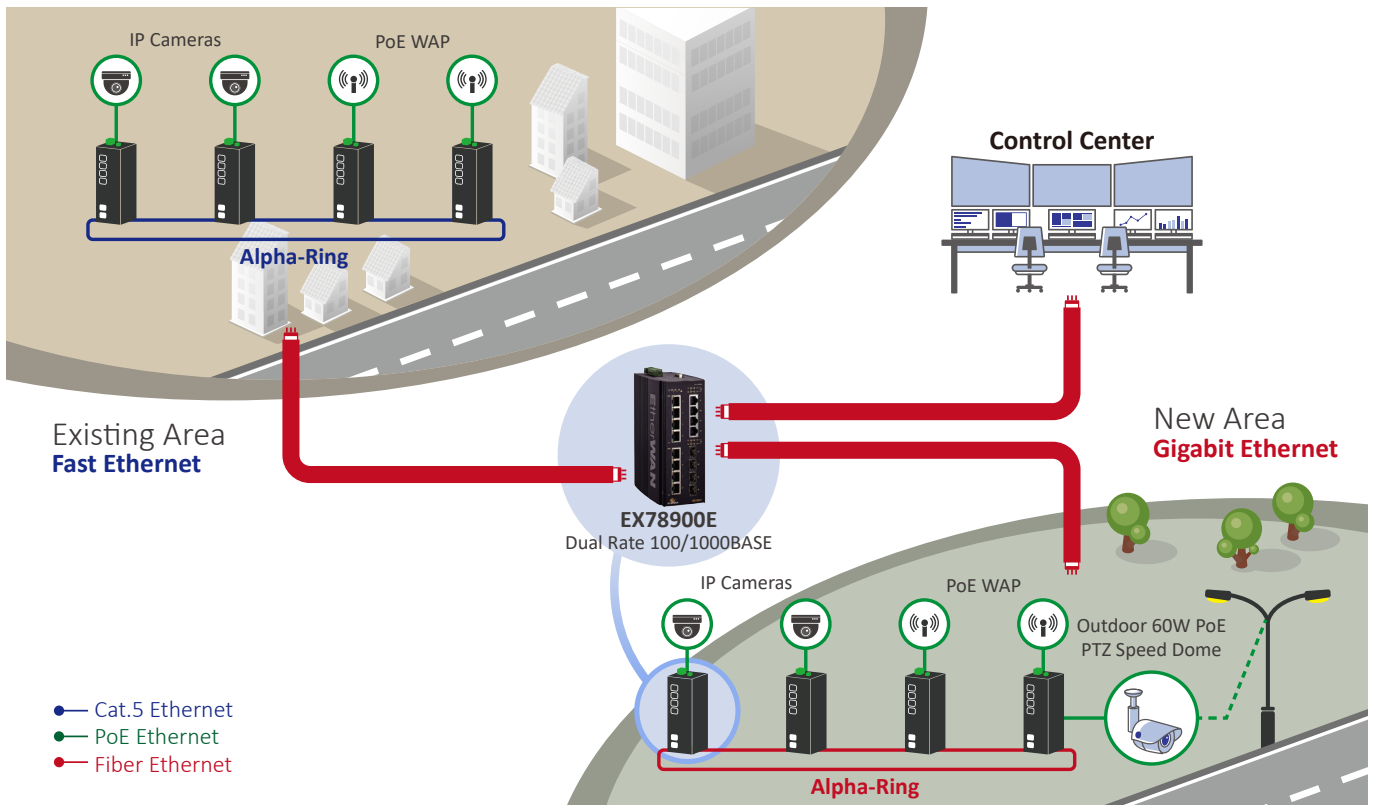 IP Cameras
PoE WAP
Alpha-Ring
Control Center
Existing Area
Fast Ethernet
New Area
Gigabit Ethernet
EtherWAN
EX78900E
Dual Rate 100/1000BASE
IP Cameras
PoE WAP
Outdoor 60W PoE
PTZ Speed Dome
Alpha-Ring
Cat.5 Ethernet
PoE Ethernet
Fiber Ethernet